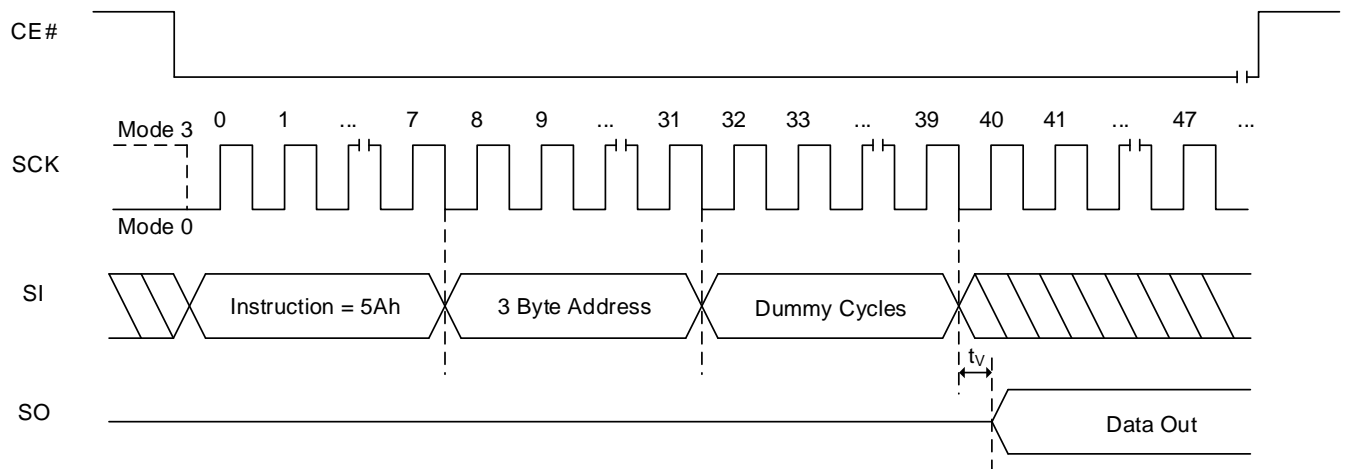 CE#
Mode 3 0 1 ... 7 8 9 ... 31 32 33 ... 39 40 41 ... 47 ...
SCK
Mode 0
SI Instruction = 5Ah 3 Byte Address Dummy Cycles
tV
SO Data Out